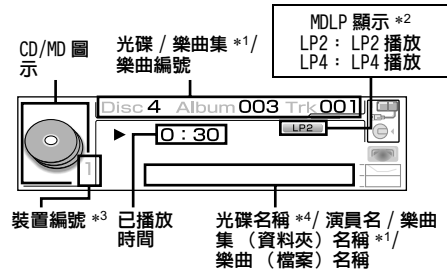 MDLP 顯示 *2
LP2：LP2 播放
LP4：LP4 播放
CD/MD 圖
示
光碟 / 樂曲集 *1/
樂曲編號
Disc 4 Album 003 Trk 001
0:30
LP2
1
裝置編號 *3
已播放
時間
光碟名稱 *4/ 演員名 / 樂曲
集 （資料夾）名稱 *1/
樂曲 （檔案）名稱